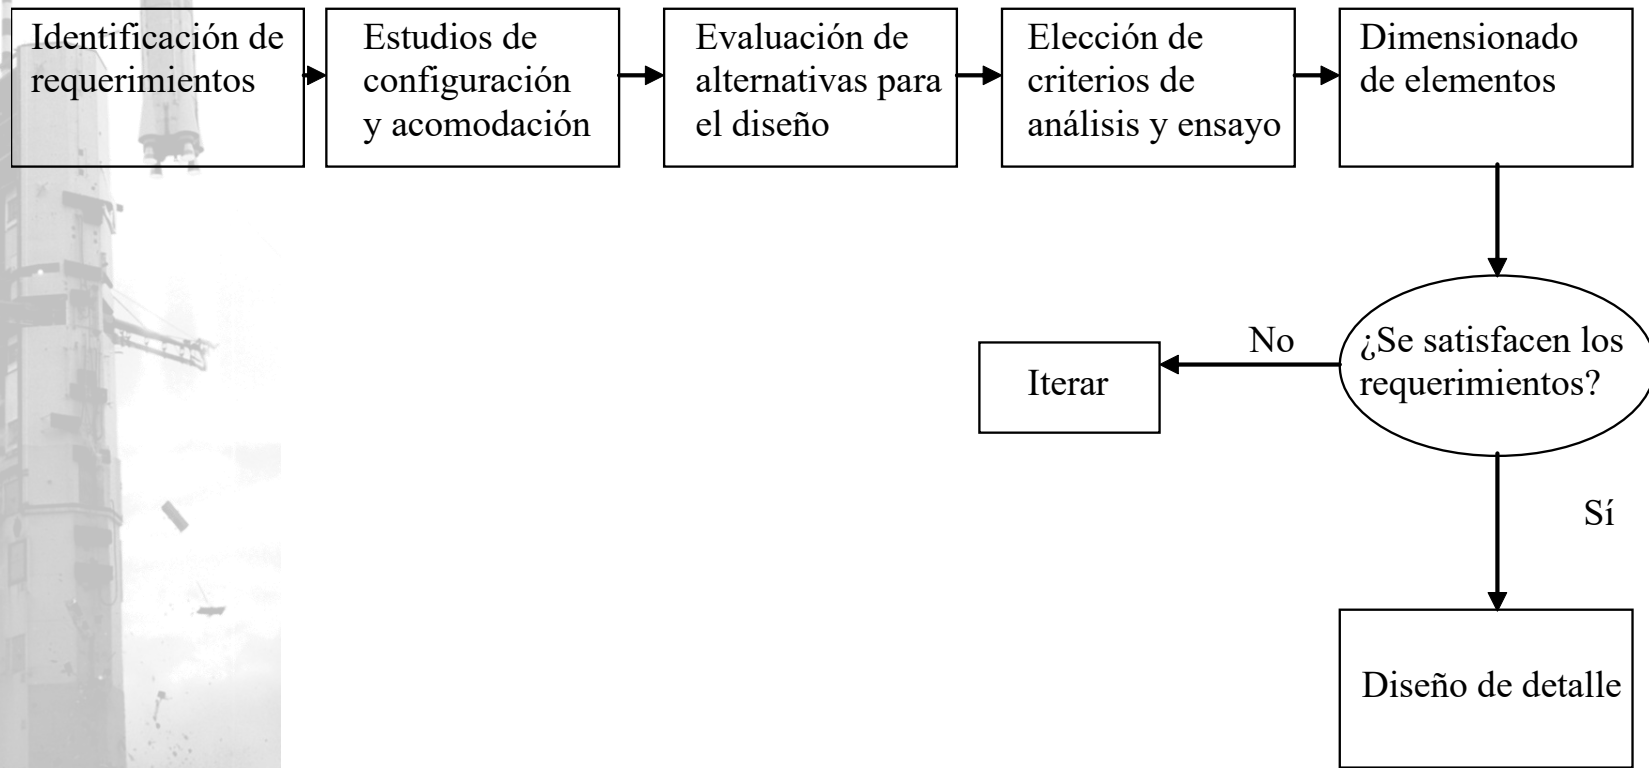 Identificación de
requerimientos
Estudios de
configuración
y acomodación
Evaluación de
alternativas para
el diseño
Elección de
criterios de
análisis y ensayo
Dimensionado
de elementos
¿Se satisfacen los
requerimientos?
No
Iterar
Sí
Diseño de detalle